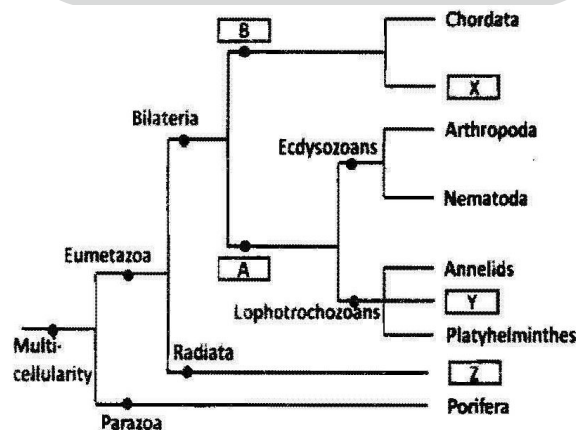 Chordata
B
X
Bilateria
Arthropoda
Ecdysozoans
Nematoda
Eumetazoa
Annelids
A
Y
Lophotrochozoans
Platyhelminthes
Radiata
Multi-
cellularity
Z
Porifera
Parazoa